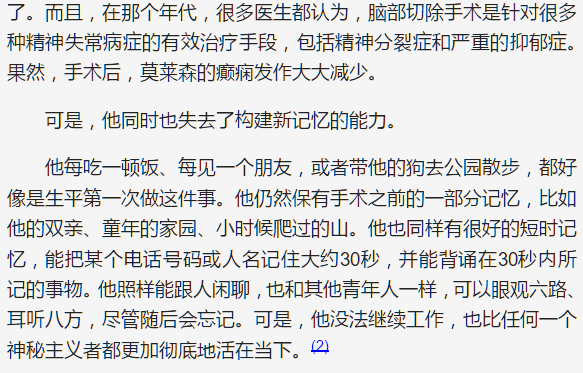 了。而且，在那个年代，很多医生都认为，脑部切除手术是针对很多
种精神失常病症的有效治疗手段，包括精神分裂症和严重的抑郁症。
果然，手术后，莫莱森的癫痫发作大大减少。
可是，他同时也失去了构建新记忆的能力。
他每吃一顿饭、每见一个朋友，或者带他的狗去公园散步，都好
像是生平第一次做这件事。他仍然保有手术之前的一部分记忆，比如
他的双亲、童年的家园、小时候爬过的山。他也同样有很好的短时记
忆，能把某个电话号码或人名记住大约30秒，并能背诵在30秒内所
记的事物。他照样能跟人闲聊，也和其他青年人一样，可以眼观六路、
耳听八方，尽管随后会忘记。可是，他没法继续工作，也比任何一个
神秘主义者都更加彻底地活在当下。(2)